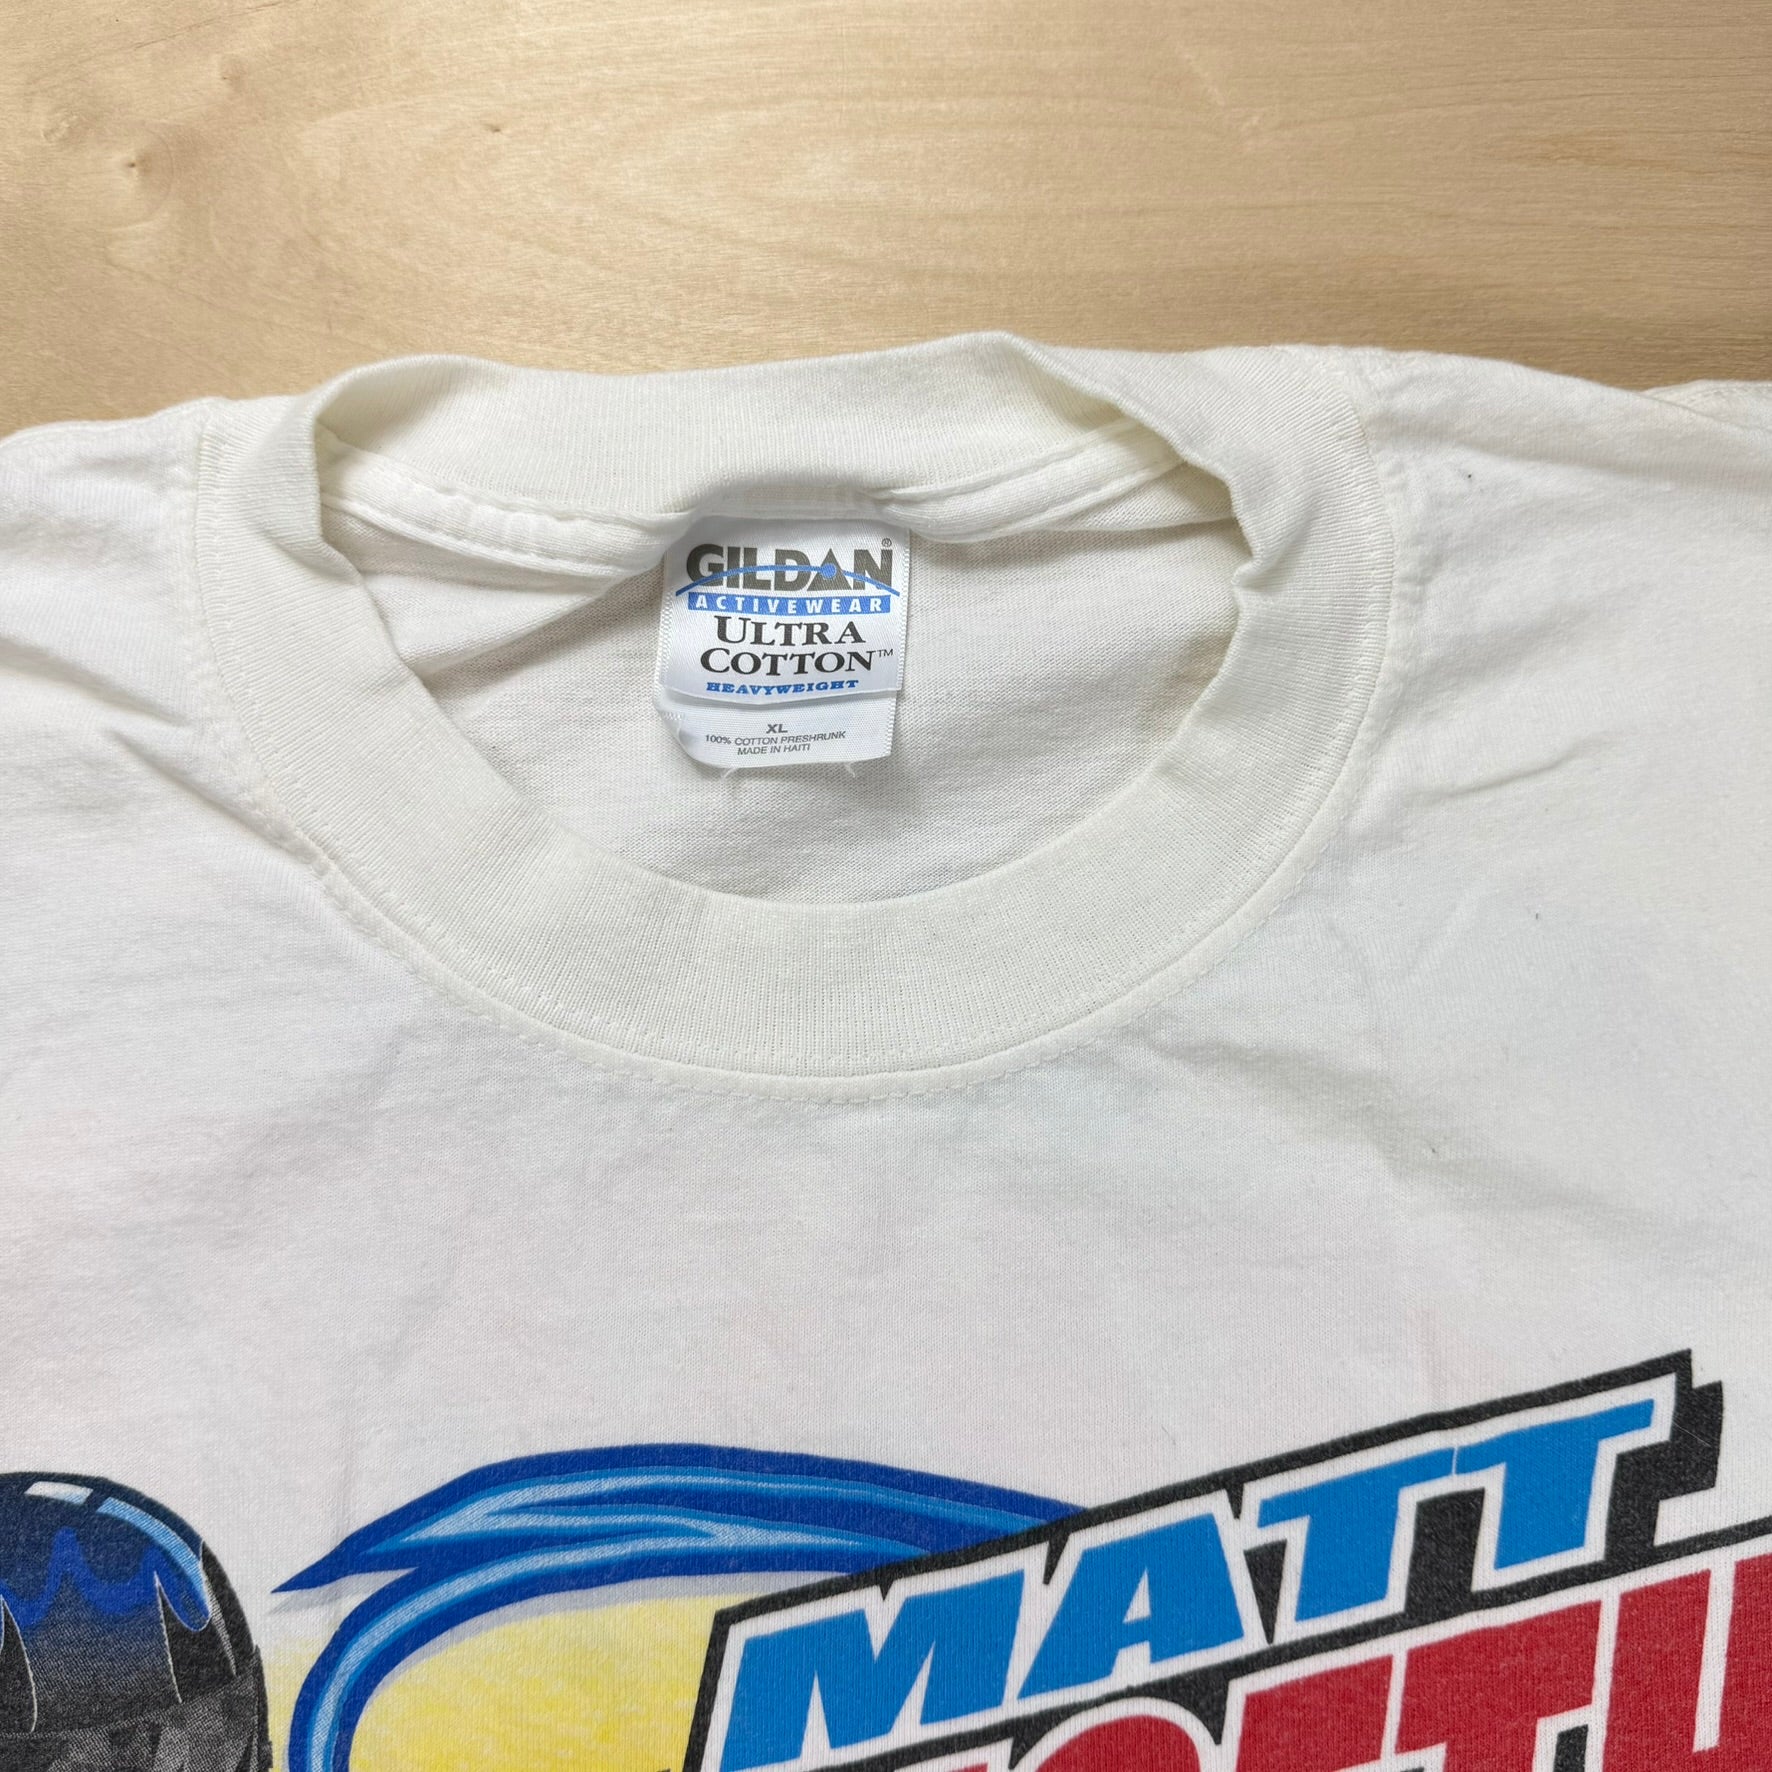 GILDAN®
ACTIVEWEAR
ULTRA
COTTON™
HEAVYWEIGHT
XL
100% COTTON PRESHRUNK
MADE IN HAITI
MATT